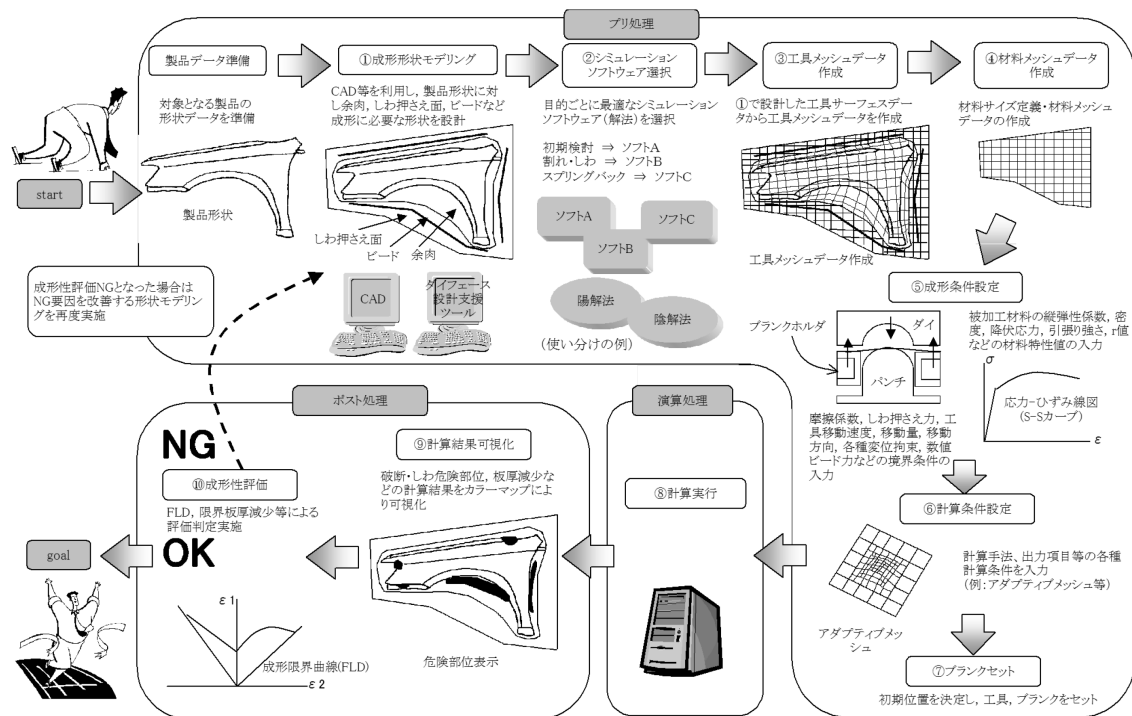 プリ処理
製品データ準備
対象となる製品の
形状データを準備
start
製品形状
①成形形状モデリング
CAD等を利用し，製品形状に対
し余肉，しわ押さえ面，ビードなど
成形に必要な形状を設計
しわ押さえ面
ビード
余肉
CAD
ダイフェース
設計支援
ツール
②シミュレーション
ソフトウェア選択
目的ごとに最適なシミュレーション
ソフトウェア（解法）を選択
初期検討 ⇒ ソフトA
割れ・しわ ⇒ ソフトB
スプリングバック ⇒ ソフトC
ソフトA
ソフトC
ソフトB
陽解法
陰解法
（使い分けの例）
③工具メッシュデータ
作成
①で設計した工具サーフェスデー
タから工具メッシュデータを作成
工具メッシュデータ作成
④材料メッシュデータ
作成
材料サイズ定義・材料メッシュ
データの作成
成形性評価NGとなった場合は
NG要因を改善する形状モデリン
グを再度実施
⑤成形条件設定
被加工材料の縦弾性係数，密
度，降伏応力，引張り強さ，r値
などの材料特性値の入力
ブランクホルダ
ダイ
パンチ
σ
応力-ひずみ線図
(S-Sカーブ)
ε
摩擦係数，しわ押さえ力，工
具移動速度，移動量，移動
方向，各種変位拘束，数値
ビード力などの境界条件の
入力
⑥計算条件設定
計算手法、出力項目等の各種
計算条件を入力
（例：アダプティブメッシュ等）
アダプティブメッ
シュ
⑦ブランクセット
初期位置を決定し，工具，ブランクをセット
演算処理
⑧計算実行
ポスト処理
⑨計算結果可視化
破断・しわ危険部位，板厚減少な
どの計算結果をカラーマップによ
り可視化
危険部位表示
NG
⑩成形性評価
FLD，限界板厚減少等による
評価判定実施
OK
ε1
成形限界曲線(FLD)
ε2
goal